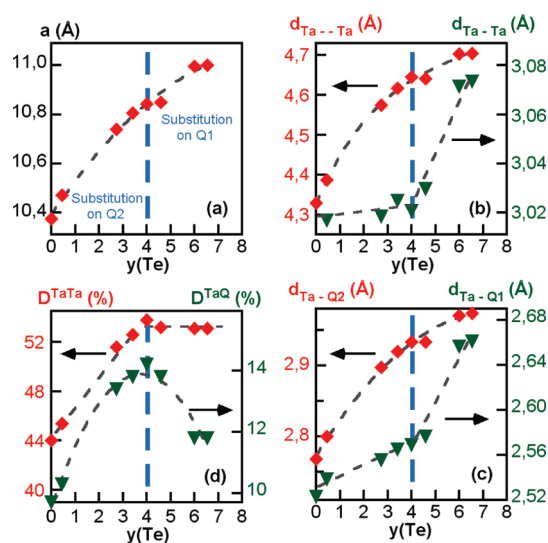 a (Å)
11,0
10,8
10,6
10,4
Substitution
on Q1
Substitution
on Q2
(a)
0 1 2 3 4 5 6 7 8
y(Te)
dTa - - Ta (Å) dTa - Ta (Å)
4,7
4,6
4,5
4,4
4,3
3,08
3,06
3,04
3,02
(b)
0 1 2 3 4 5 6 7 8
y(Te)
DTaTa (%) DTaQ (%)
52
48
44
40
14
12
10
(d)
0 1 2 3 4 5 6 7 8
y(Te)
dTa - Q2 (Å) dTa - Q1 (Å)
2,9
2,8
2,68
2,64
2,60
2,56
2,52
(c)
0 1 2 3 4 5 6 7 8
y(Te)